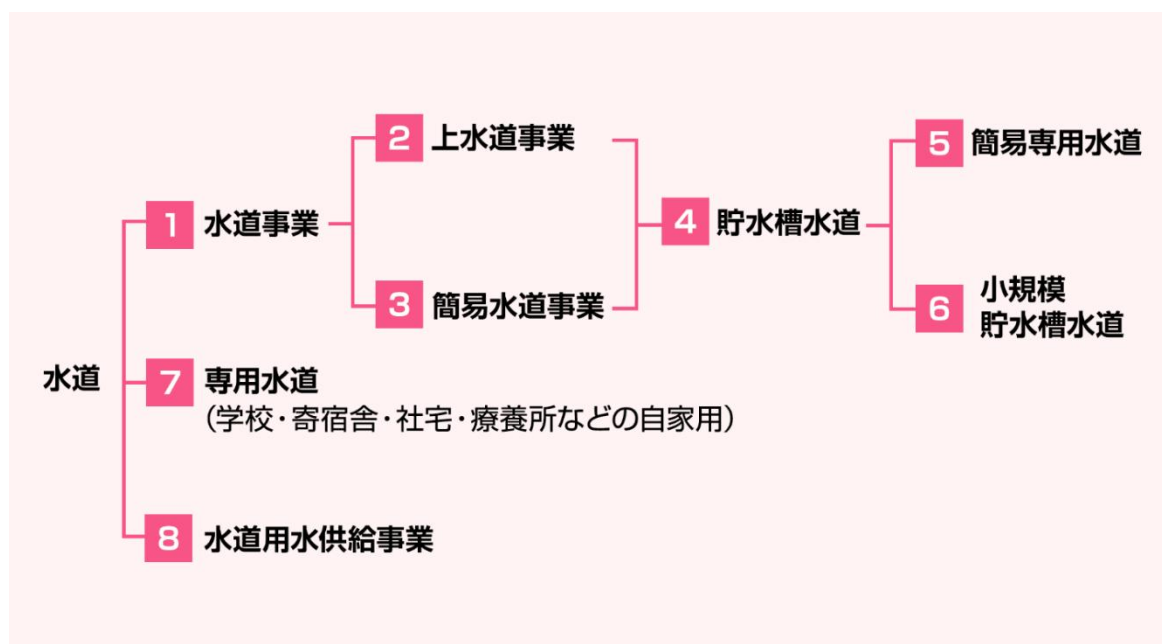 水道
1 水道事業
2 上水道事業
3 簡易水道事業
4 貯水槽水道
5 簡易専用水道
6 小規模
貯水槽水道
7 専用水道
(学校・寄宿舎・社宅・療養所などの自家用)
8 水道用水供給事業